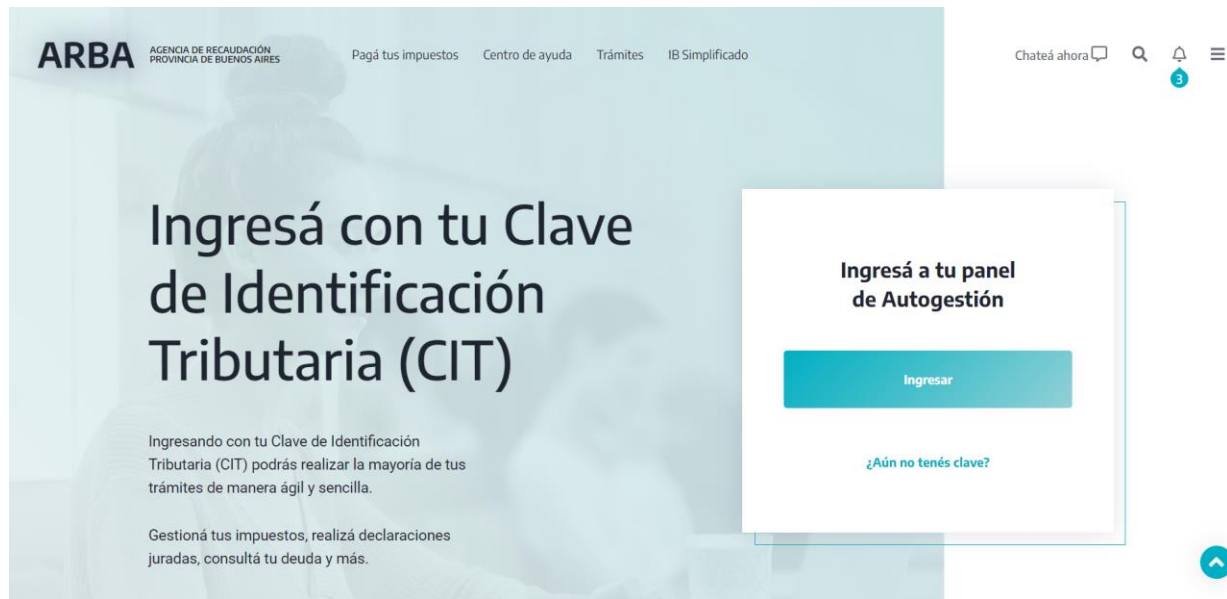 ARBA
AGENCIA DE RECAUDACIÓN
PROVINCIA DE BUENOS AIRES
Pagá tus impuestos
Centro de ayuda
Trámites
IB Simplificado
Chateá ahora
3
Ingresá con tu Clave
de Identificación
Tributaria (CIT)
Ingresando con tu Clave de Identificación
Tributaria (CIT) podrás realizar la mayoría de tus
trámites de manera ágil y sencilla.
Gestioná tus impuestos, realizá declaraciones
juradas, consultá tu deuda y más.
Ingresá a tu panel
de Autogestión
Ingresar
¿Aún no tenés clave?